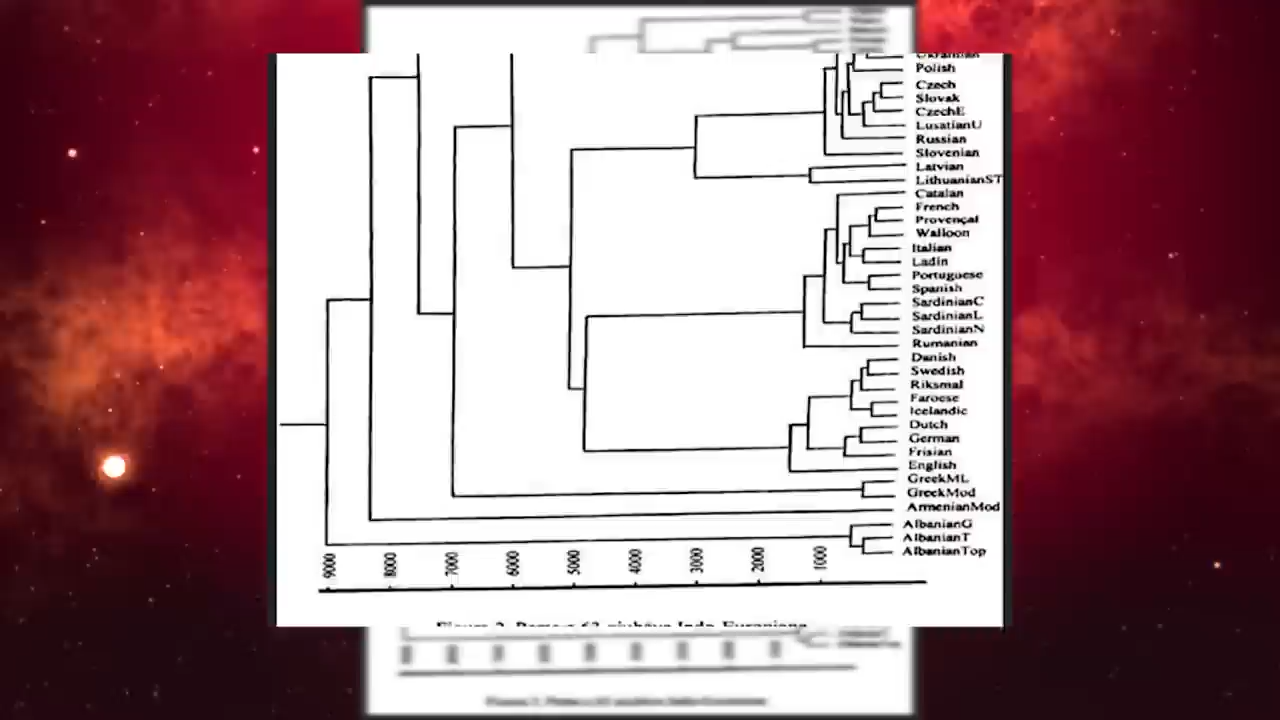 Ukrainian
Polish
Czech
Slovak
CzechE
LusatianU
Russian
Slovenian
Latvian
LithuanianST
Catalan
French
Provençal
Walloon
Italian
Ladin
Portuguese
Spanish
SardinianC
SardinianL
SardinianN
Rumanian
Danish
Swedish
Riksmal
Faroese
Icelandic
Dutch
German
Frisian
English
GreekML
GreekMod
ArmenianMod
AlbanianG
AlbanianT
AlbanianTop
9000 8000 7000 6000 5000 4000 3000 2000 1000